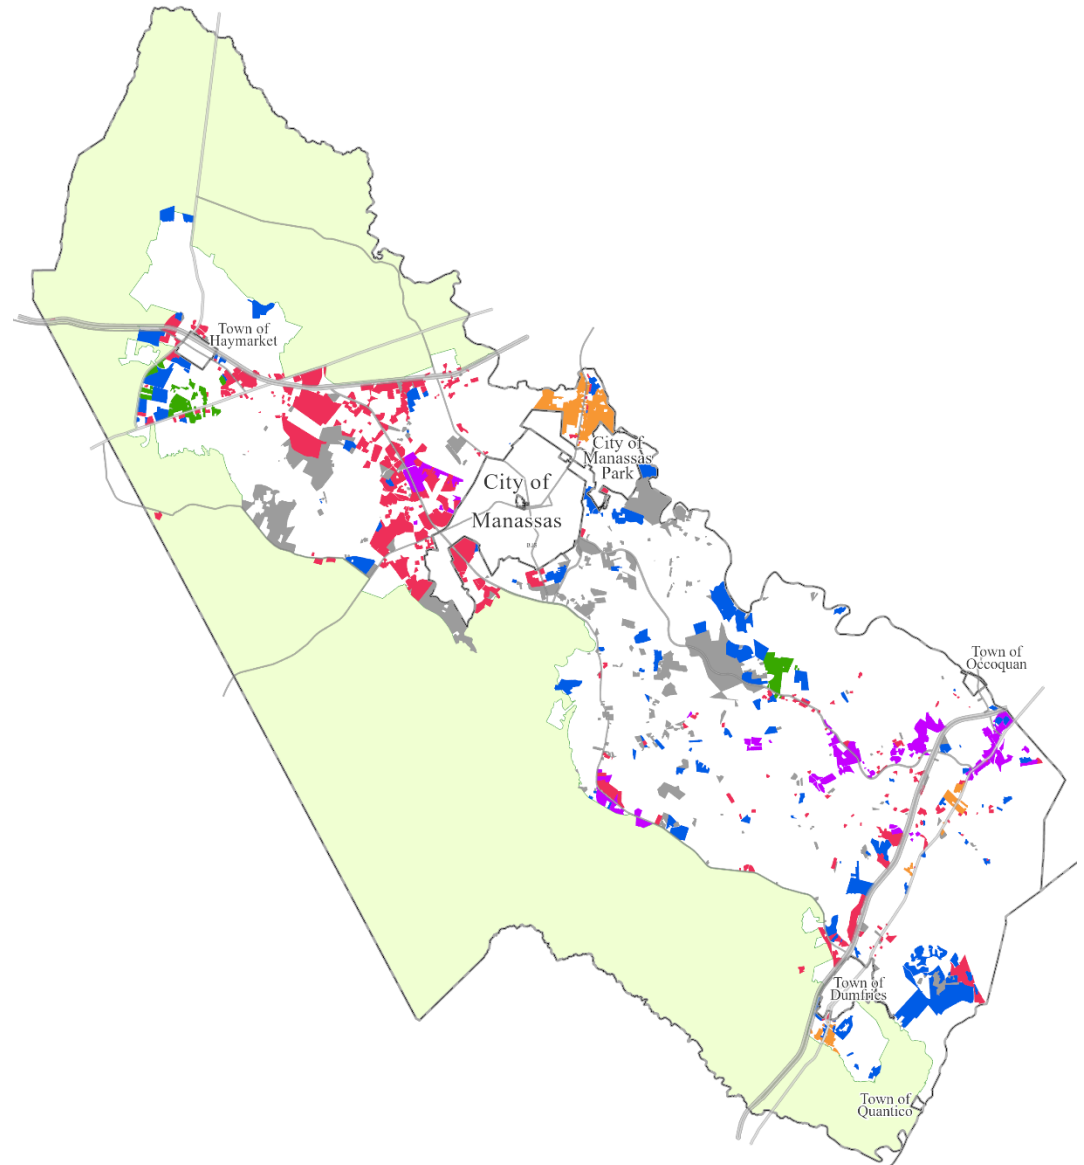 Town of
Haymarket
City of
Manassas
Park
City of
Manassas
Town of
Occoquan
Town of
Dumfries
Town of
Quantico